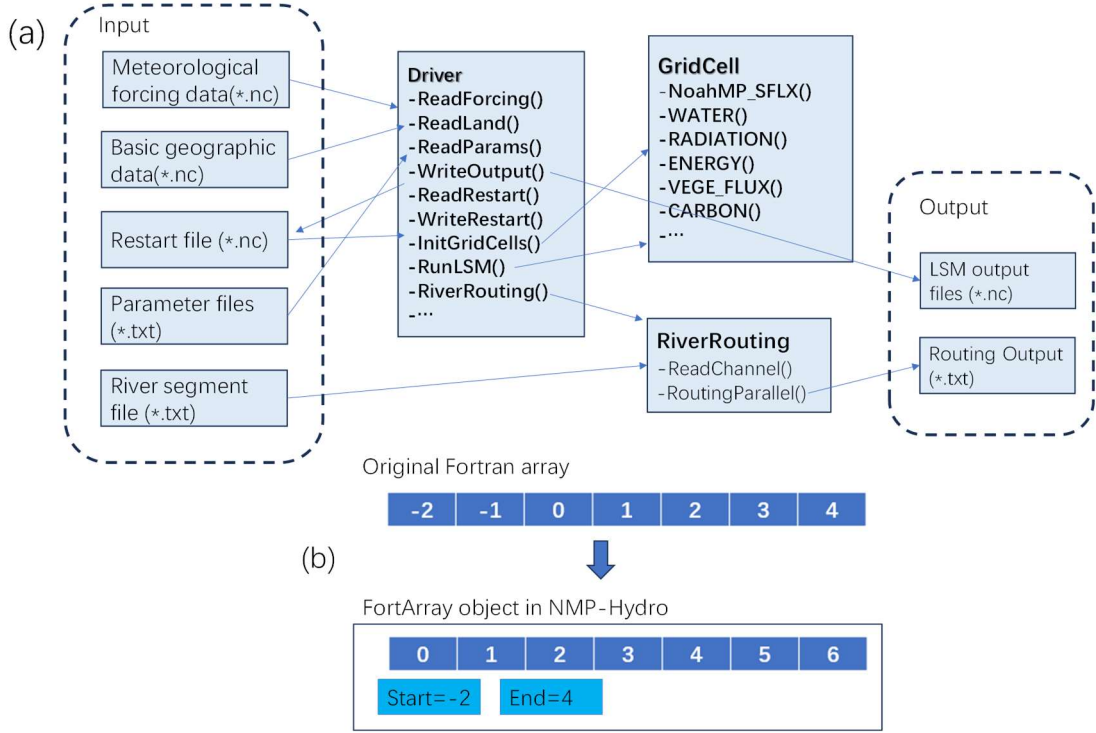 (a)
Input
Meteorological
forcing data(*.nc)
Basic geographic
data(*.nc)
Restart file (*.nc)
Parameter files
(*.txt)
River segment
file (*.txt)
Driver
-ReadForcing()
-ReadLand()
-ReadParams()
-WriteOutput()
-ReadRestart()
-WriteRestart()
-InitGridCells()
-RunLSM()
-RiverRouting()
-…
GridCell
-NoahMP_SFLX()
-WATER()
-RADIATION()
-ENERGY()
-VEGE_FLUX()
-CARBON()
-…
RiverRouting
-ReadChannel()
-RoutingParallel()
Output
LSM output
files (*.nc)
Routing Output
(*.txt)
Original Fortran array
-2 -1 0 1 2 3 4
(b)
FortArray object in NMP-Hydro
0 1 2 3 4 5 6
Start=-2 End=4